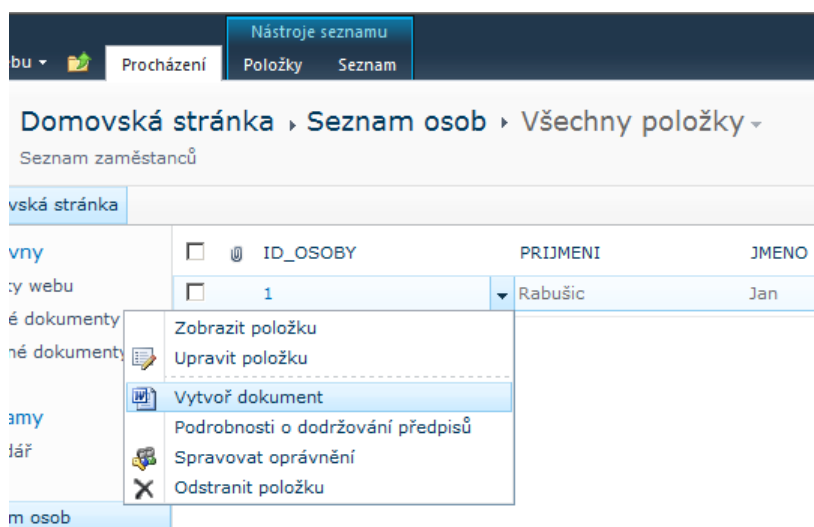 Nástroje seznamu
bu Procházení Položky Seznam
Domovská stránka Seznam osob Všechny položky
Seznam zaměstanců
vská stránka
vny ID_OSOBY PRIJMENI JMENO
ty webu 1 Rabušic Jan
é dokumenty
né dokumenty
amy
dář
m osob
Zobrazit položku
Upravit položku
Vytvoř dokument
Podrobnosti o dodržování předpisů
Spravovat oprávnění
Odstranit položku